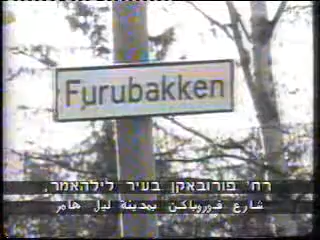 Furubakken
רח' פורובאקן בעיר לילהאמר,
شارع فوروباكن بمدينة ليل هامر